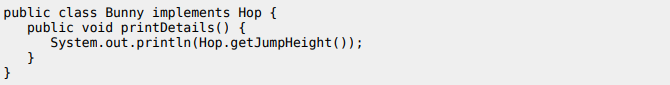 public class Bunny implements Hop {
   public void printDetails() {
      System.out.println(Hop.getJumpHeight());
   }
}